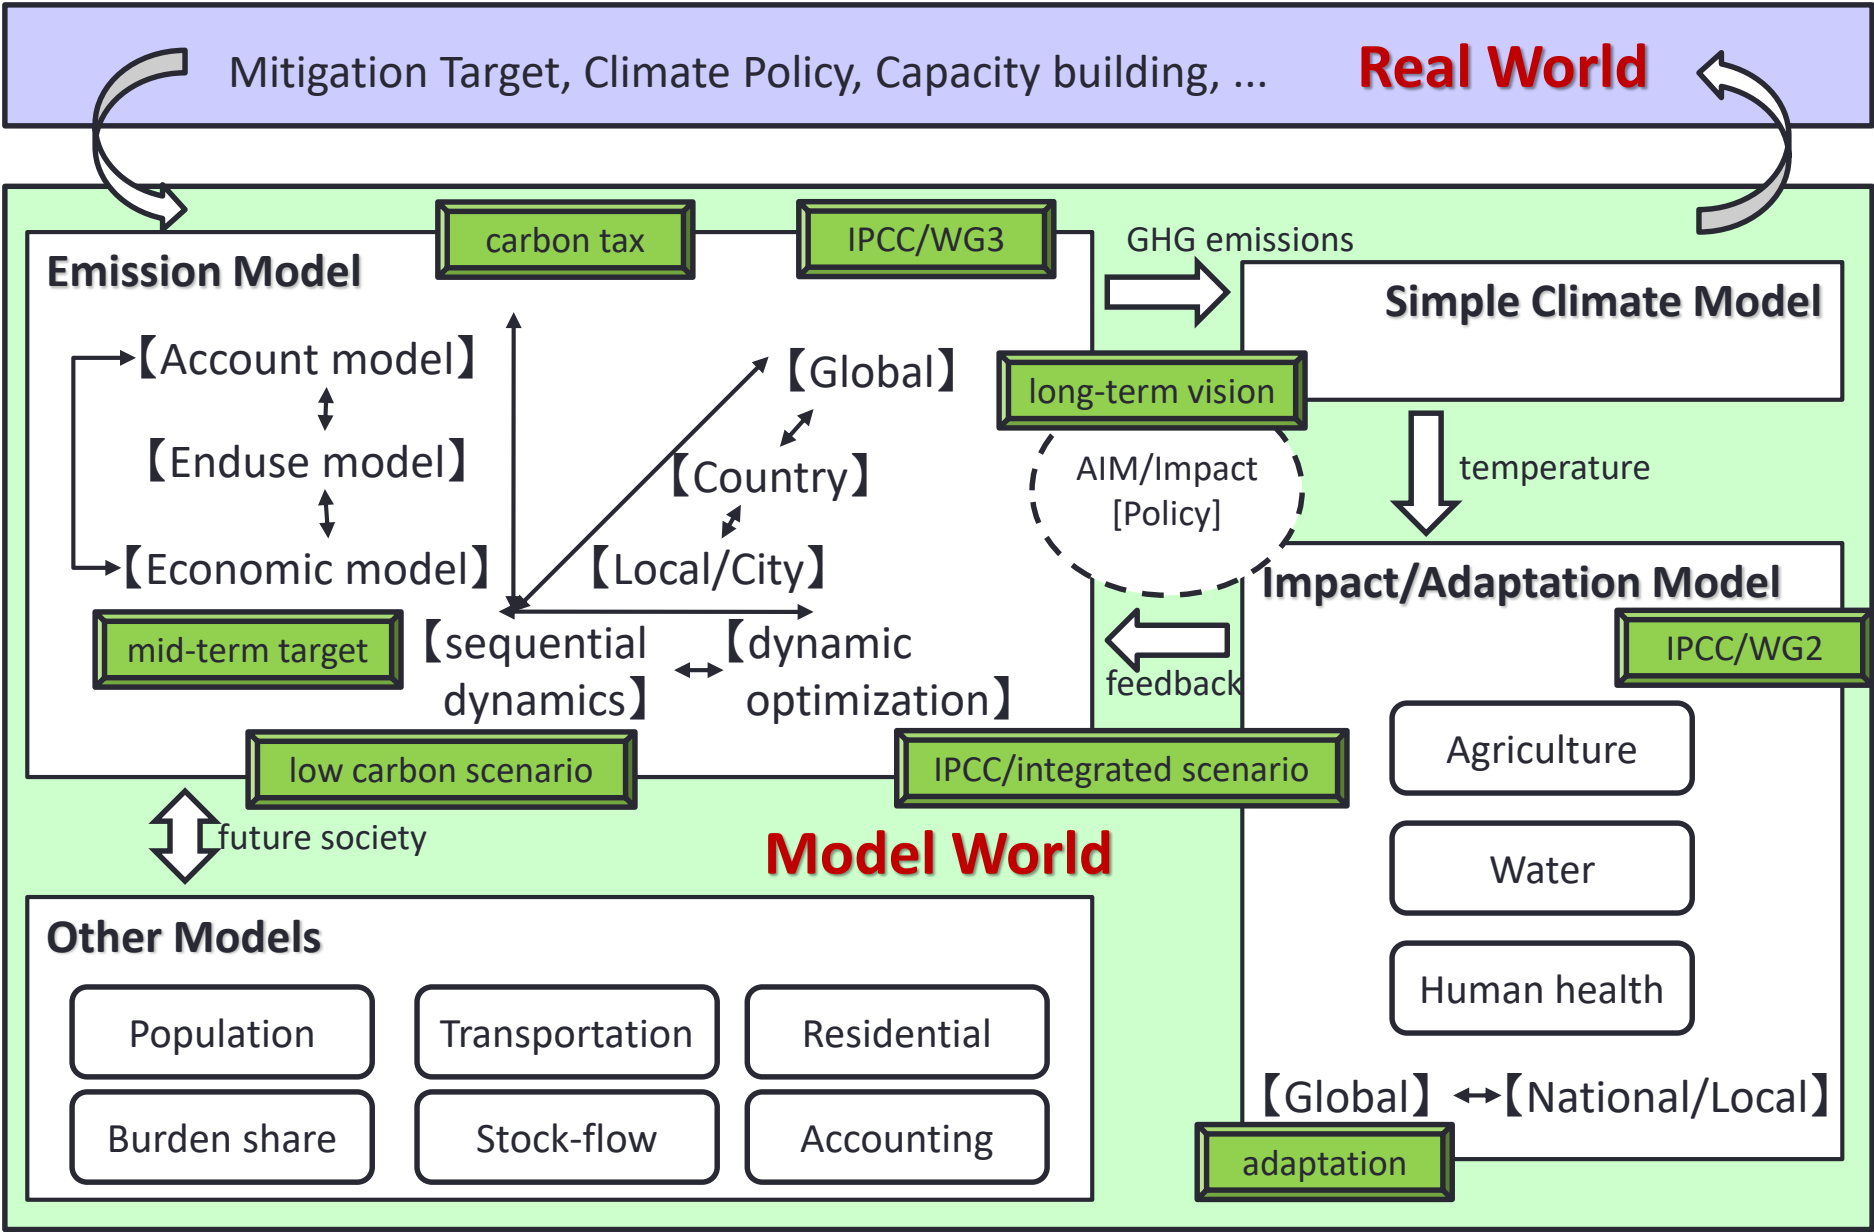 Mitigation Target, Climate Policy, Capacity building, ...
Real World
carbon tax
IPCC/WG3
GHG emissions
Emission Model
Simple Climate Model
【Account model】
【Global】
long-term vision
【Enduse model】
【Country】
AIM/Impact
[Policy]
temperature
【Economic model】
【Local/City】
Impact/Adaptation Model
mid-term target
【sequential
dynamics】
【dynamic
optimization】
feedback
IPCC/WG2
low carbon scenario
IPCC/integrated scenario
Agriculture
future society
Model World
Water
Other Models
Human health
Population
Transportation
Residential
【Global】
【National/Local】
Burden share
Stock-flow
Accounting
adaptation